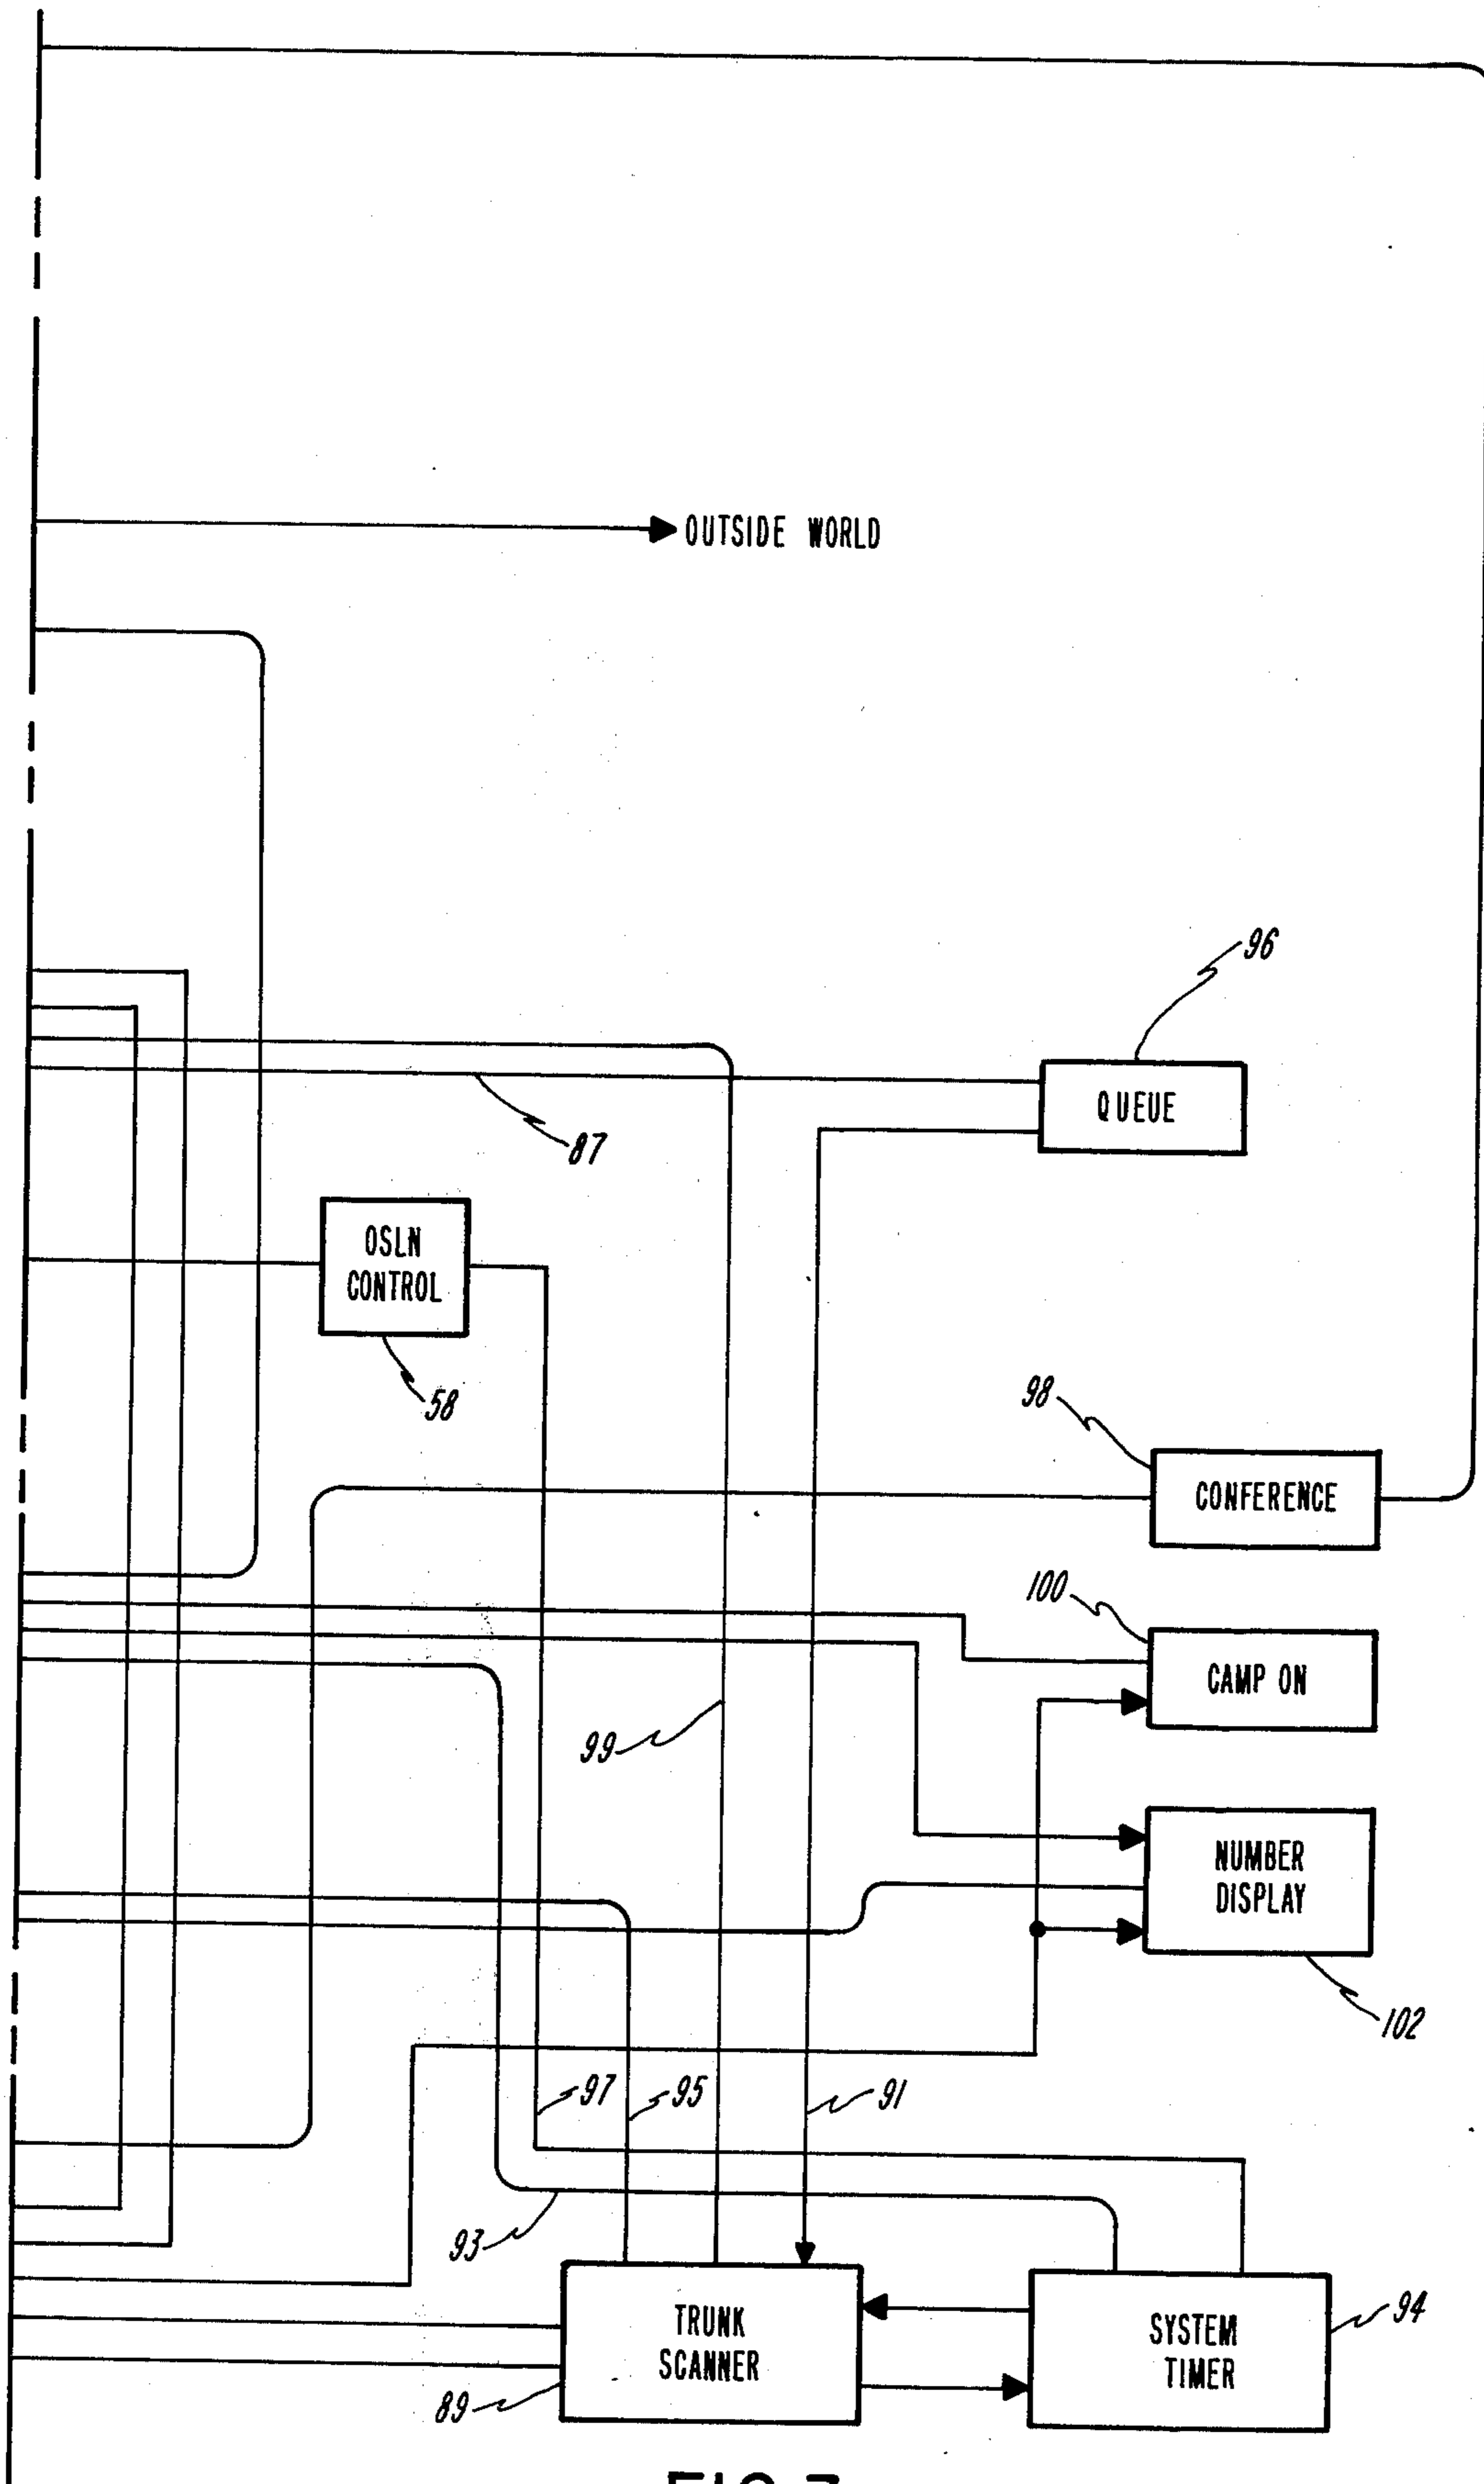 OUTSIDE WORLD
96
QUEUE
87
OSLN
CONTROL
58
98
CONFERENCE
100
CAMP ON
99
NUMBER
DISPLAY
102
97
95
91
93
TRUNK
SCANNER
89
SYSTEM
TIMER
94